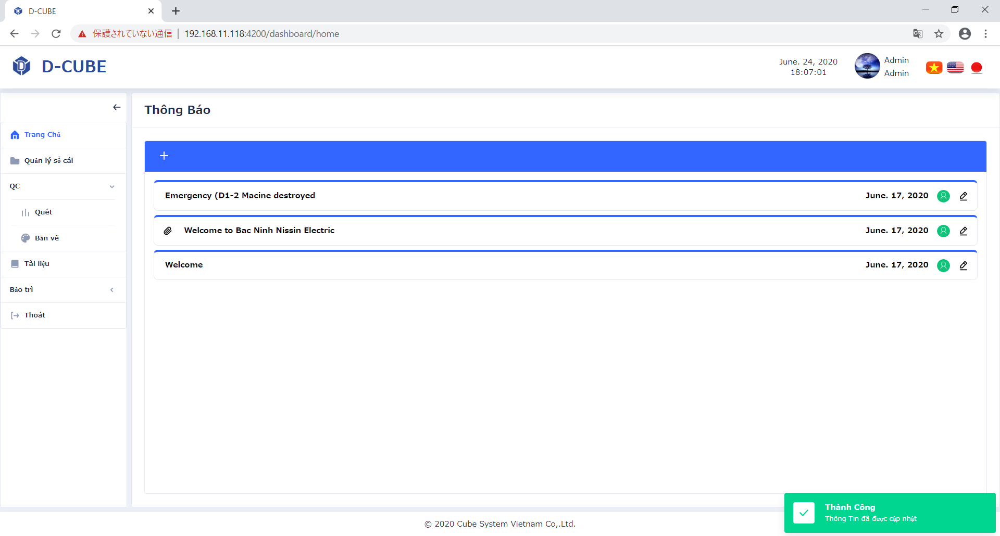 D-CUBE
保護されていない通信 | 192.168.11.118:4200/dashboard/home
D-CUBE
June. 24, 2020
18:07:01
Admin
Admin
Thông Báo
Trang Chủ
Quản lý sổ cái
QC
Quét
Bản vẽ
Tài liệu
Bảo trì
Thoát
Emergency (D1-2 Macine destroyed June. 17, 2020
Welcome to Bac Ninh Nissin Electric June. 17, 2020
Welcome June. 17, 2020
Thành Công
Thông Tin đã được cập nhật
© 2020 Cube System Vietnam Co,.Ltd.